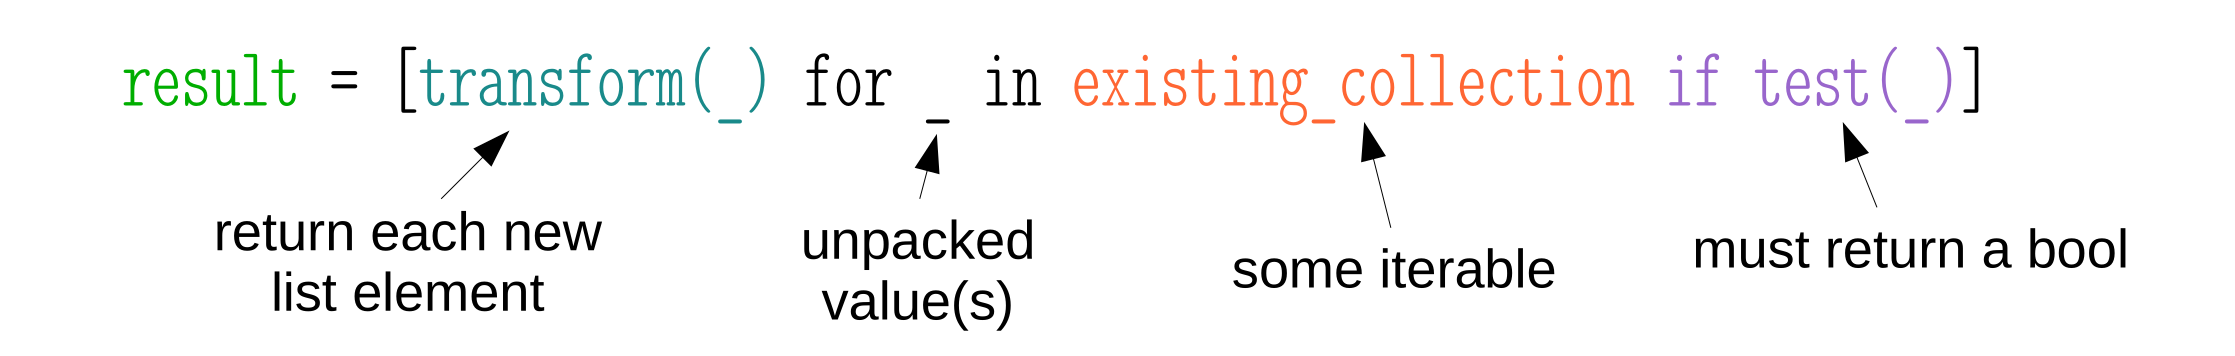 result = [transform(_) for _ in existing_collection if test(_)]
return each new
list element
unpacked
value(s)
some iterable
must return a bool